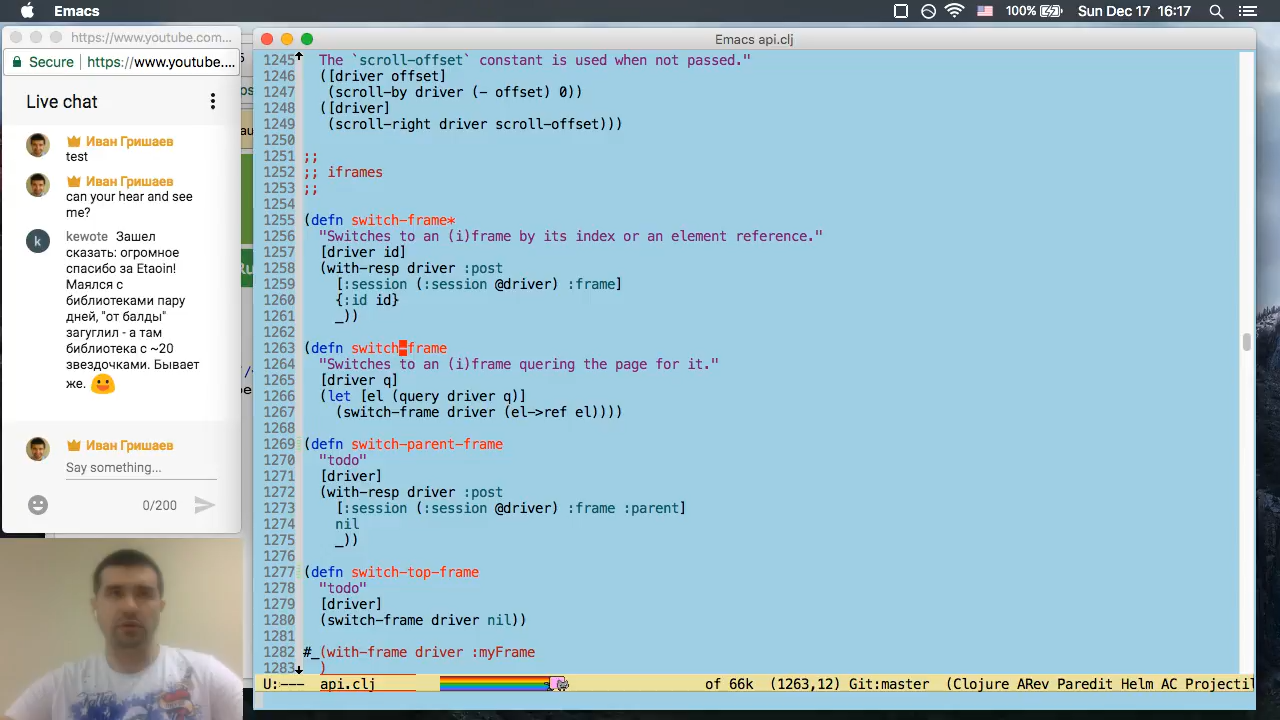 Emacs
100%
Sun Dec 17 16:17
https://www.youtube.com...
Secure https://www.youtube....
Live chat
Иван Гришаев
test
Иван Гришаев
can your hear and see
me?
kewote Зашел
сказать: огромное
спасибо за Etaoin!
Маялся с
библиотеками пару
дней, "от балды"
загуглил - а там
библиотека с ~20
звездочками. Бывает
же.
Иван Гришаев
Say something...
0/200
Emacs api.clj
1245 The `scroll-offset` constant is used when not passed."
1246 ([driver offset]
1247 (scroll-by driver (- offset) 0))
1248 ([driver]
1249 (scroll-right driver scroll-offset)))
1250
1251 ;;
1252 ;; iframes
1253 ;;
1254
1255 (defn switch-frame*
1256 "Switches to an (i)frame by its index or an element reference."
1257 [driver id]
1258 (with-resp driver :post
1259 [:session (:session @driver) :frame]
1260 {:id id}
1261 _))
1262
1263 (defn switch-frame
1264 "Switches to an (i)frame quering the page for it."
1265 [driver q]
1266 (let [el (query driver q)]
1267 (switch-frame driver (el->ref el))))
1268
1269 (defn switch-parent-frame
1270 "todo"
1271 [driver]
1272 (with-resp driver :post
1273 [:session (:session @driver) :frame :parent]
1274 nil
1275 _))
1276
1277 (defn switch-top-frame
1278 "todo"
1279 [driver]
1280 (switch-frame driver nil))
1281
1282 #_(with-frame driver :myFrame
1283 )
U:--- api.clj of 66k (1263,12) Git:master (Clojure ARev Paredit Helm AC Projectil